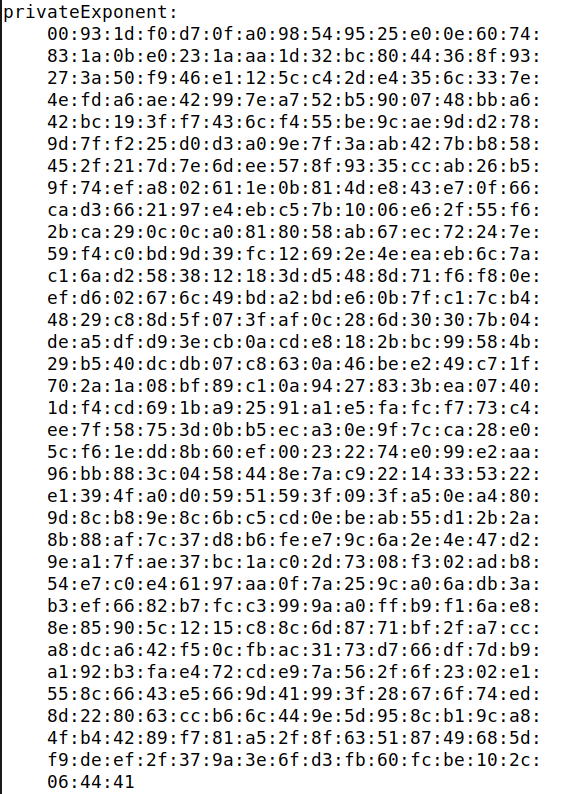 privateExponent:
00:93:1d:f0:d7:0f:a0:98:54:95:25:e0:0e:60:74:
83:1a:0b:e0:23:1a:aa:1d:32:bc:80:44:36:8f:93:
27:3a:50:f9:46:e1:12:5c:c4:2d:e4:35:6c:33:7e:
4e:fd:a6:ae:42:99:7e:a7:52:b5:90:07:48:bb:a6:
42:bc:19:3f:f7:43:6c:f4:55:be:9c:ae:9d:d2:78:
9d:7f:f2:25:d0:d3:a0:9e:7f:3a:ab:42:7b:b8:58:
45:2f:21:7d:7e:6d:ee:57:8f:93:35:cc:ab:26:b5:
9f:74:ef:a8:02:61:1e:0b:81:4d:e8:43:e7:0f:66:
ca:d3:66:21:97:e4:eb:c5:7b:10:06:e6:2f:55:f6:
2b:ca:29:0c:0c:a0:81:80:58:ab:67:ec:72:24:7e:
59:f4:c0:bd:9d:39:fc:12:69:2e:4e:ea:eb:6c:7a:
c1:6a:d2:58:38:12:18:3d:d5:48:8d:71:f6:f8:0e:
ef:d6:02:67:6c:49:bd:a2:bd:e6:0b:7f:c1:7c:b4:
48:29:c8:8d:5f:07:3f:af:0c:28:6d:30:30:7b:04:
de:a5:df:d9:3e:cb:0a:cd:e8:18:2b:bc:99:58:4b:
29:b5:40:dc:db:07:c8:63:0a:46:be:e2:49:c7:1f:
70:2a:1a:08:bf:89:c1:0a:94:27:83:3b:ea:07:40:
1d:f4:cd:69:1b:a9:25:91:a1:e5:fa:fc:f7:73:c4:
ee:7f:58:75:3d:0b:b5:ec:a3:0e:9f:7c:ca:28:e0:
5c:f6:1e:dd:8b:60:ef:00:23:22:74:e0:99:e2:aa:
96:bb:88:3c:04:58:44:8e:7a:c9:22:14:33:53:22:
e1:39:4f:a0:d0:59:51:59:3f:09:3f:a5:0e:a4:80:
9d:8c:b8:9e:8c:6b:c5:cd:0e:be:ab:55:d1:2b:2a:
8b:88:af:7c:37:d8:b6:fe:e7:9c:6a:2e:4e:47:d2:
9e:a1:7f:ae:37:bc:1a:c0:2d:73:08:f3:02:ad:b8:
54:e7:c0:e4:61:97:aa:0f:7a:25:9c:a0:6a:db:3a:
b3:ef:66:82:b7:fc:c3:99:9a:a0:ff:b9:f1:6a:e8:
8e:85:90:5c:12:15:c8:8c:6d:87:71:bf:2f:a7:cc:
a8:dc:a6:42:f5:0c:fb:ac:31:73:d7:66:df:7d:b9:
a1:92:b3:fa:e4:72:cd:e9:7a:56:2f:6f:23:02:e1:
55:8c:66:43:e5:66:9d:41:99:3f:28:67:6f:74:ed:
8d:22:80:63:cc:b6:6c:44:9e:5d:95:8c:b1:9c:a8:
4f:b4:42:89:f7:81:a5:2f:8f:63:51:87:49:68:5d:
f9:de:ef:2f:37:9a:3e:6f:d3:fb:60:fc:be:10:2c:
06:44:41